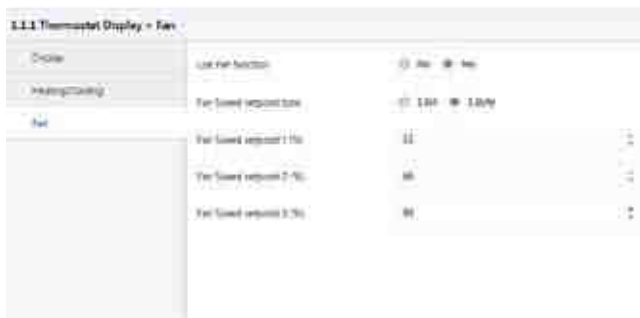 1.1.1 Thermostat Display > Fan
Display
Use Fan function No Yes
Heating/Cooling
Fan Speed setpoint type 1 Bit 1 Byte
Fan
Fan Speed setpoint 1 (%)
Fan Speed setpoint 2 (%)
Fan Speed setpoint 3 (%)